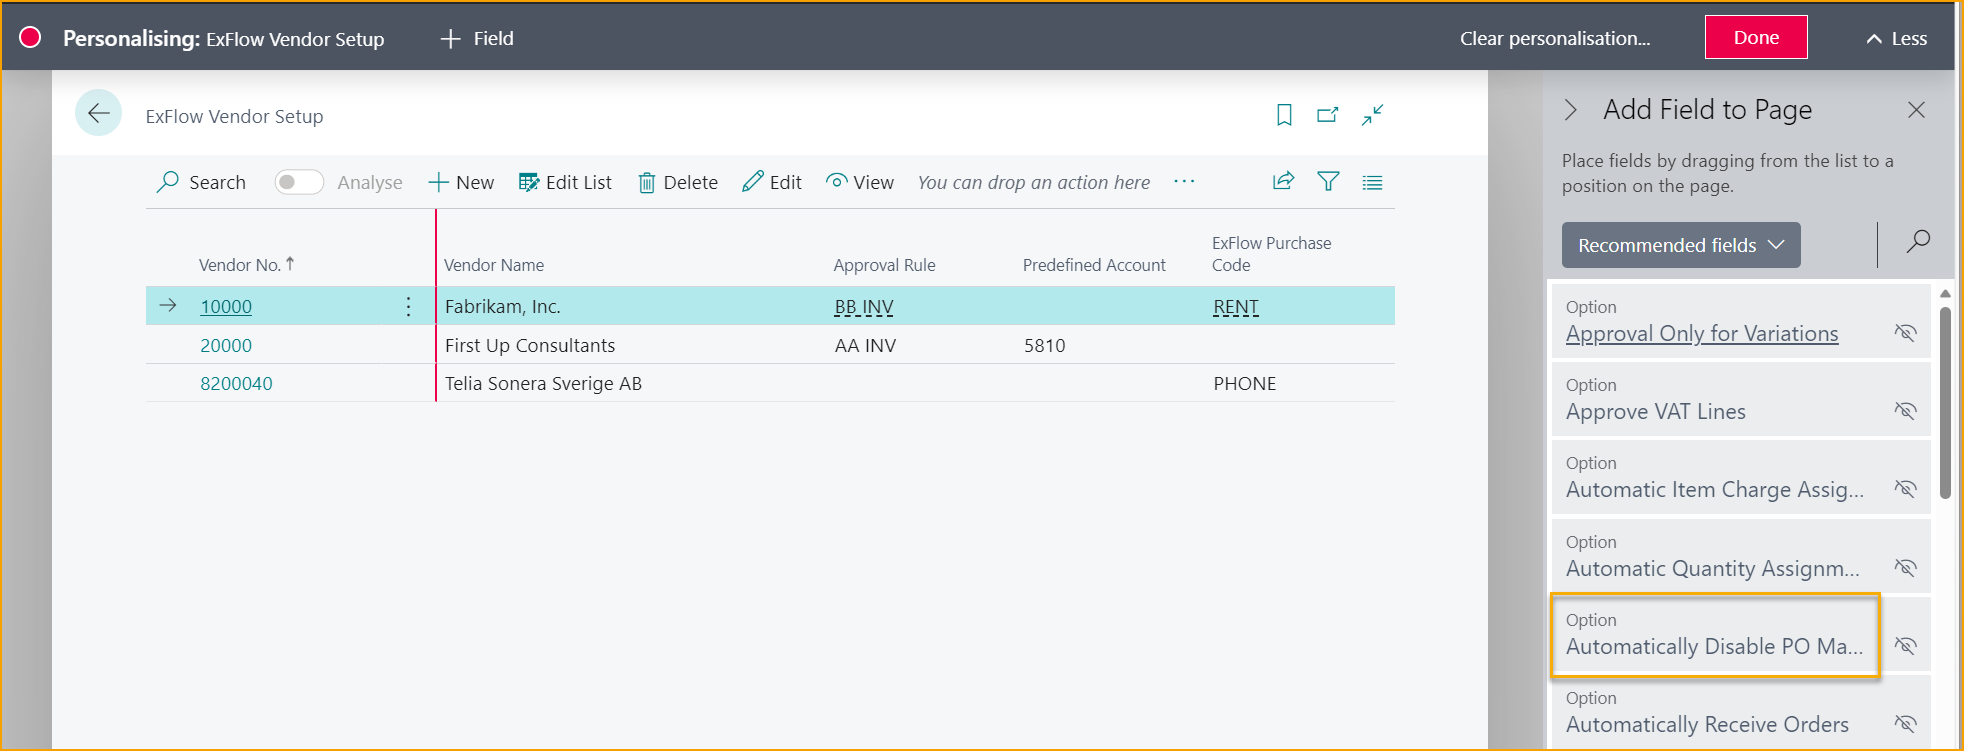 Personalising: ExFlow Vendor Setup
Field
Clear personalisation...
Done
Less
ExFlow Vendor Setup
Search
Analyse
New
Edit List
Delete
Edit
View
You can drop an action here
...
Vendor No. ↑
Vendor Name
Approval Rule
Predefined Account
ExFlow Purchase
Code
10000
Fabrikam, Inc.
BB INV
RENT
20000
First Up Consultants
AA INV
5810
8200040
Telia Sonera Sverige AB
PHONE
Add Field to Page
Place fields by dragging from the list to a
position on the page.
Recommended fields
Option
Approval Only for Variations
Option
Approve VAT Lines
Option
Automatic Item Charge Assig...
Option
Automatic Quantity Assignm...
Option
Automatically Disable PO Ma...
Option
Automatically Receive Orders